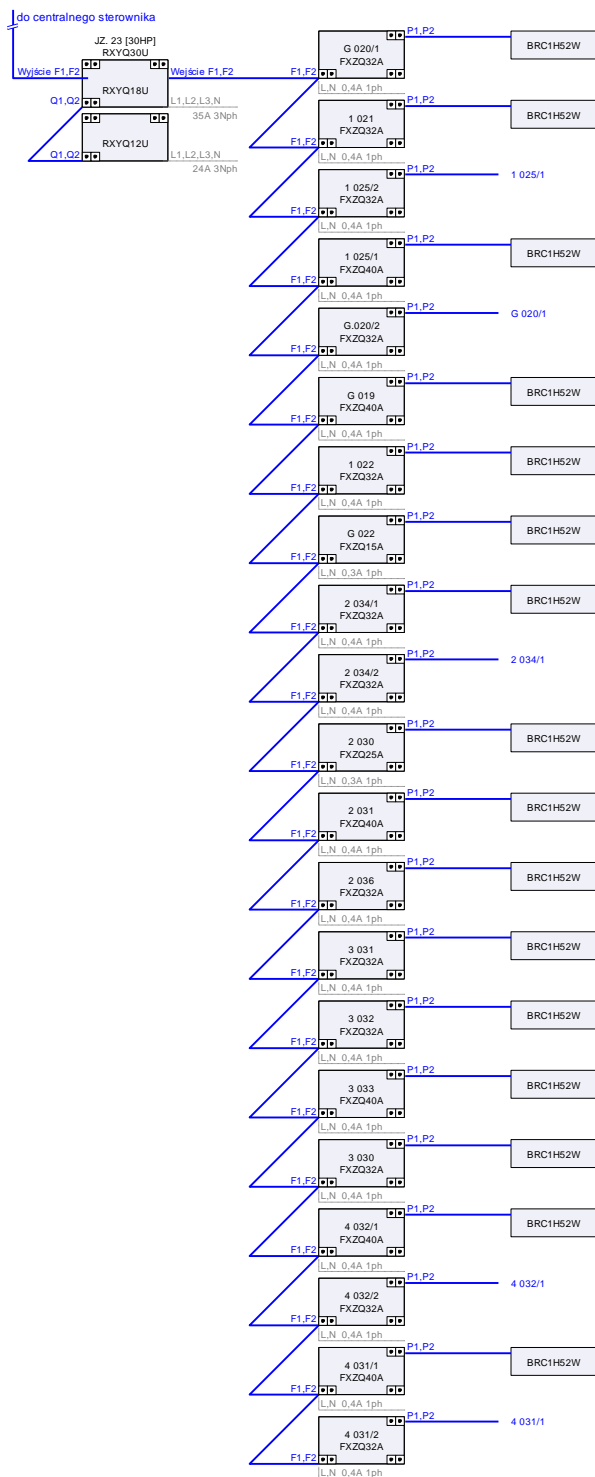 do centralnego sterownika
JZ. 23 [30HP]
RXYQ30U
Wyjście F1,F2
Wejście F1,F2
RXYQ18U
Q1,Q2
L1,L2,L3,N
35A 3Nph
RXYQ12U
Q1,Q2
L1,L2,L3,N
24A 3Nph
P1,P2
G 020/1
FXZQ32A
BRC1H52W
F1,F2
L,N 0,4A 1ph
P1,P2
1 021
FXZQ32A
BRC1H52W
F1,F2
L,N 0,4A 1ph
P1,P2
1 025/2
FXZQ32A
1 025/1
F1,F2
L,N 0,4A 1ph
P1,P2
1 025/1
FXZQ40A
BRC1H52W
F1,F2
L,N 0,4A 1ph
P1,P2
G.020/2
FXZQ32A
G 020/1
F1,F2
L,N 0,4A 1ph
P1,P2
G 019
FXZQ40A
BRC1H52W
F1,F2
L,N 0,4A 1ph
P1,P2
1 022
FXZQ32A
BRC1H52W
F1,F2
L,N 0,4A 1ph
P1,P2
G 022
FXZQ15A
BRC1H52W
F1,F2
L,N 0,3A 1ph
P1,P2
2 034/1
FXZQ32A
BRC1H52W
F1,F2
L,N 0,4A 1ph
P1,P2
2 034/2
FXZQ32A
2 034/1
F1,F2
L,N 0,4A 1ph
P1,P2
2 030
FXZQ25A
BRC1H52W
F1,F2
L,N 0,3A 1ph
P1,P2
2 031
FXZQ40A
BRC1H52W
F1,F2
L,N 0,4A 1ph
P1,P2
2 036
FXZQ32A
BRC1H52W
F1,F2
L,N 0,4A 1ph
P1,P2
3 031
FXZQ32A
BRC1H52W
F1,F2
L,N 0,4A 1ph
P1,P2
3 032
FXZQ32A
BRC1H52W
F1,F2
L,N 0,4A 1ph
P1,P2
3 033
FXZQ40A
BRC1H52W
F1,F2
L,N 0,4A 1ph
P1,P2
3 030
FXZQ32A
BRC1H52W
F1,F2
L,N 0,4A 1ph
P1,P2
4 032/1
FXZQ40A
BRC1H52W
F1,F2
L,N 0,4A 1ph
P1,P2
4 032/2
FXZQ32A
4 032/1
F1,F2
L,N 0,4A 1ph
P1,P2
4 031/1
FXZQ40A
BRC1H52W
F1,F2
L,N 0,4A 1ph
P1,P2
4 031/2
FXZQ32A
4 031/1
F1,F2
L,N 0,4A 1ph